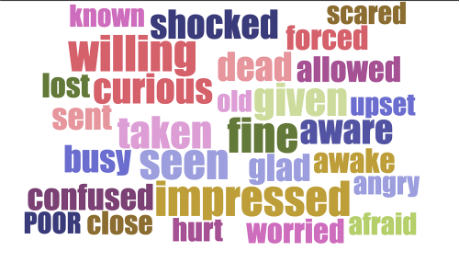 known shocked scared
willing forced
dead allowed
lost curious old given upset
sent taken fine aware
busy seen glad awake
angry
confused impressed
POOR close hurt worried afraid